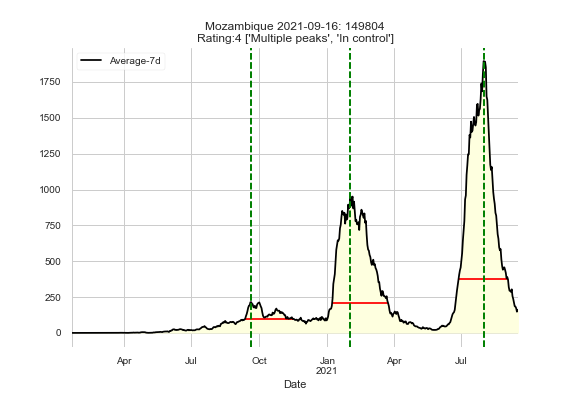 Mozambique 2021-09-16: 149804
Rating:4 ['Multiple peaks', 'In control']
Average-7d
1750
1500
1250
1000
750
500
250
0
Apr Jul Oct Jan Apr Jul
2021
Date